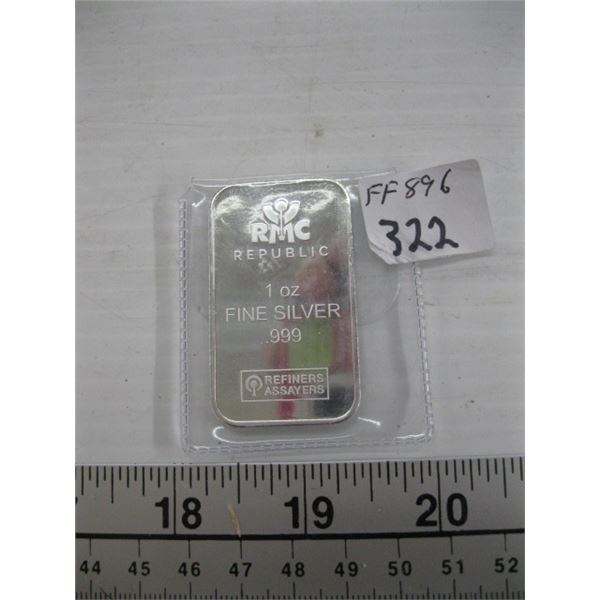 FF896
322
RMC
REPUBLIC
1 oz
FINE SILVER
.999
REFINERS
ASSAYERS
18 19 20
44 45 46 47 48 49 50 51 52